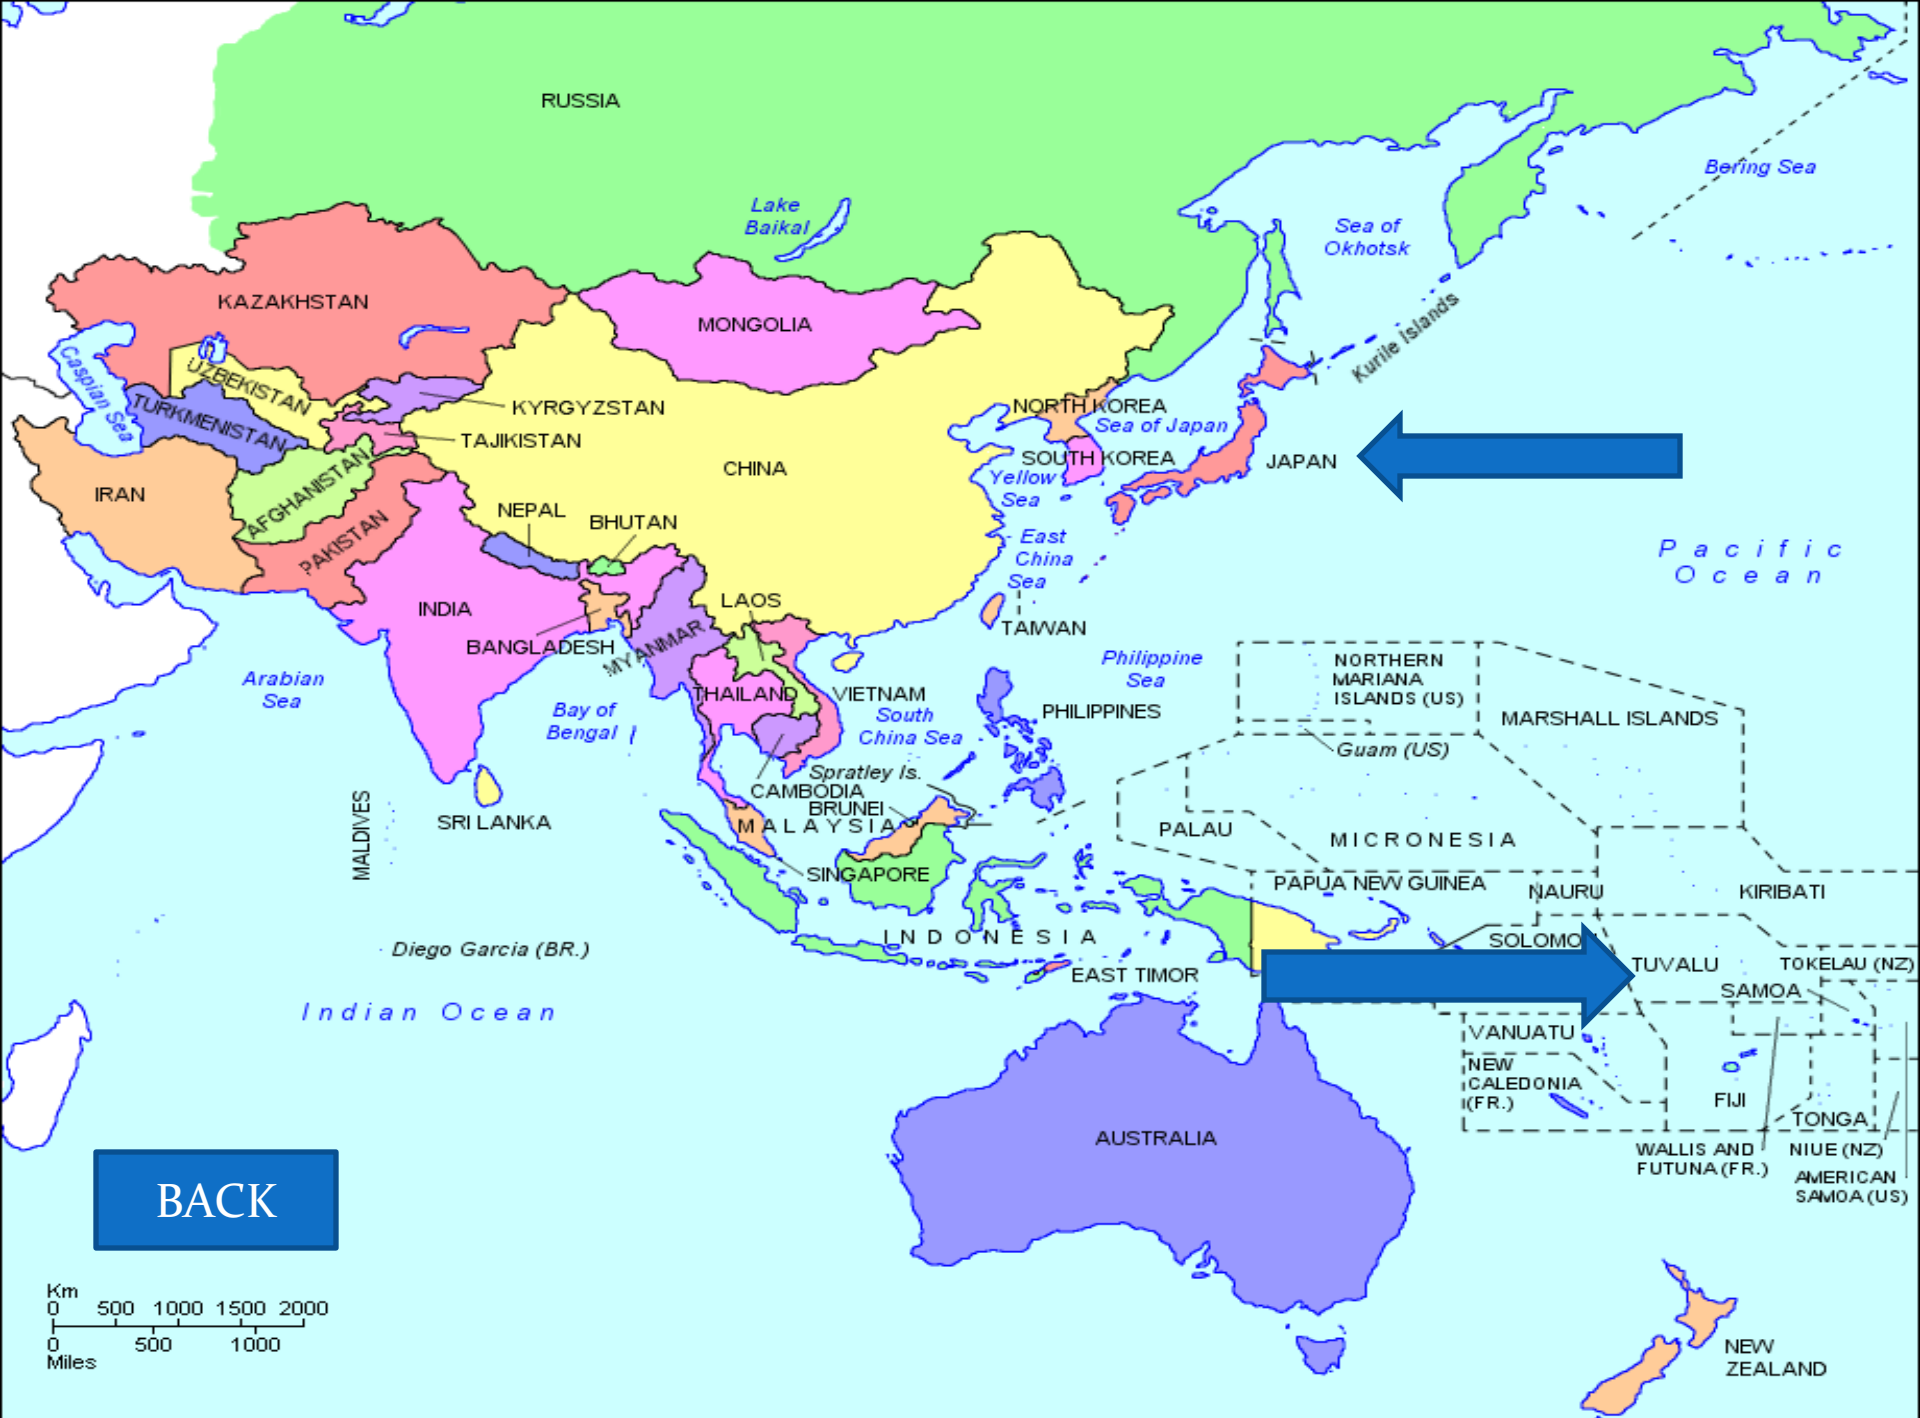 RUSSIA
Bering Sea
Lake
Baikal
Sea of
Okhotsk
KAZAKHSTAN
MONGOLIA
Kurile Islands
Caspian Sea
UZBEKISTAN
TURKMENISTAN
KYRGYZSTAN
TAJIKISTAN
NORTH KOREA
Sea of Japan
CHINA
SOUTH KOREA
JAPAN
Yellow
Sea
IRAN
AFGHANISTAN
PAKISTAN
NEPAL
BHUTAN
East
China
Sea
Pacific
Ocean
INDIA
LAOS
BANGLADESH
MYANMAR
TAIWAN
Arabian
Sea
Bay of
Bengal
THAILAND
VIETNAM
South
China Sea
Philippine
Sea
PHILIPPINES
NORTHERN
MARIANA
ISLANDS (US)
MARSHALL ISLANDS
Guam (US)
Spratley Is.
CAMBODIA
BRUNEI
MALAYSIA
MALDIVES
SRI LANKA
PALAU
MICRONESIA
SINGAPORE
PAPUA NEW GUINEA
NAURU
KIRIBATI
INDONESIA
SOLOMO
Diego Garcia (BR.)
EAST TIMOR
TUVALU
TOKELAU (NZ)
SAMOA
Indian Ocean
VANUATU
NEW
CALEDONIA
(FR.)
FIJI
TONGA
AUSTRALIA
WALLIS AND
FUTUNA (FR.)
NIUE (NZ)
AMERICAN
SAMOA (US)
BACK
Km
0 500 1000 1500 2000
0 500 1000
Miles
NEW
ZEALAND